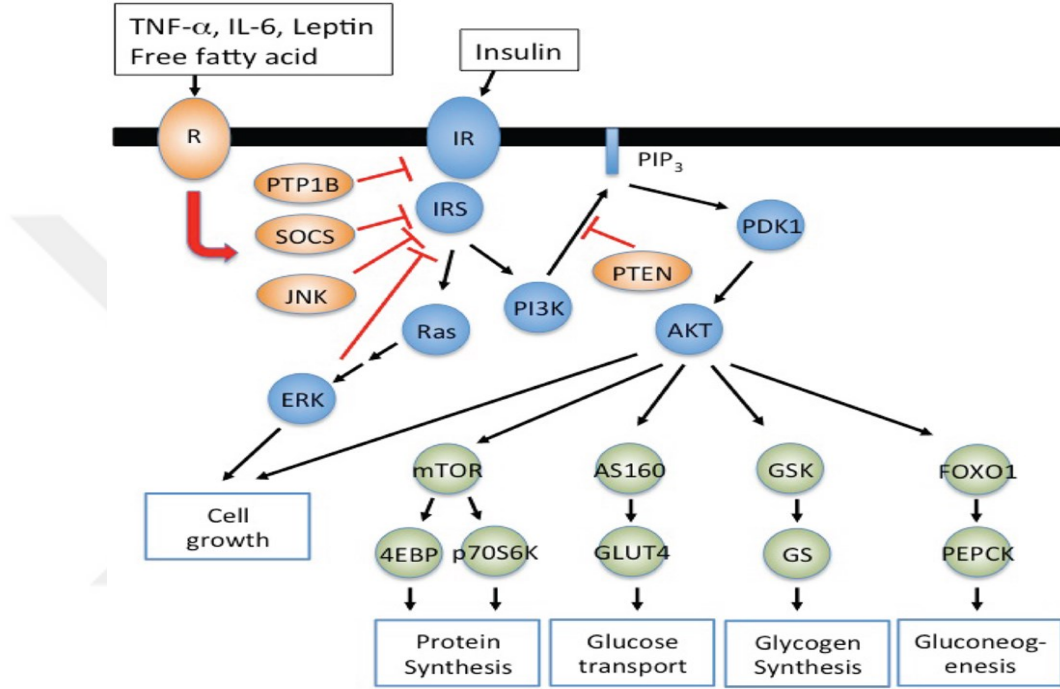 TNF-α, IL-6, Leptin
Free fatty acid
Insulin
R
IR
PIP3
PTP1B
IRS
SOCS
PDK1
JNK
PTEN
PI3K
Ras
AKT
ERK
mTOR
AS160
GSK
FOXO1
Cell
growth
4EBP
p70S6K
GLUT4
GS
PEPCK
Protein
Synthesis
Glucose
transport
Glycogen
Synthesis
Gluconeog-
enesis